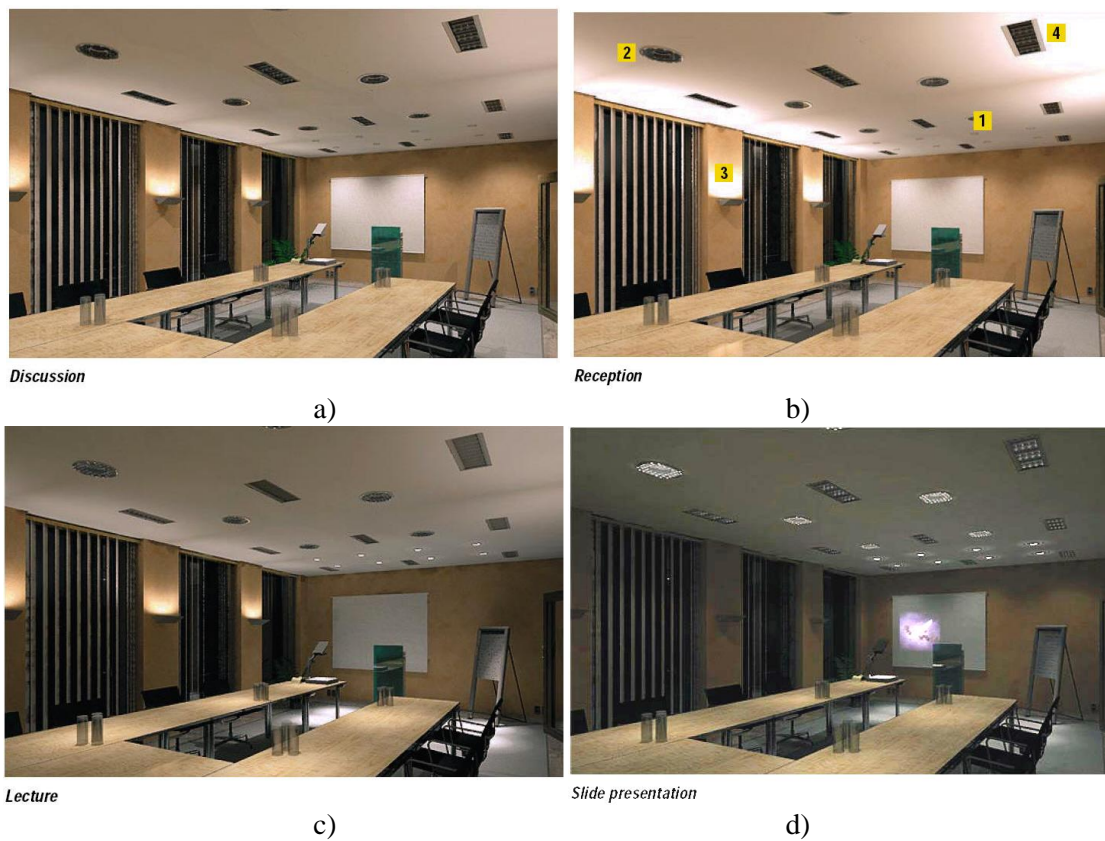 4
2
1
3
Discussion
Reception
a)
b)
Lecture
Slide presentation
c)
d)